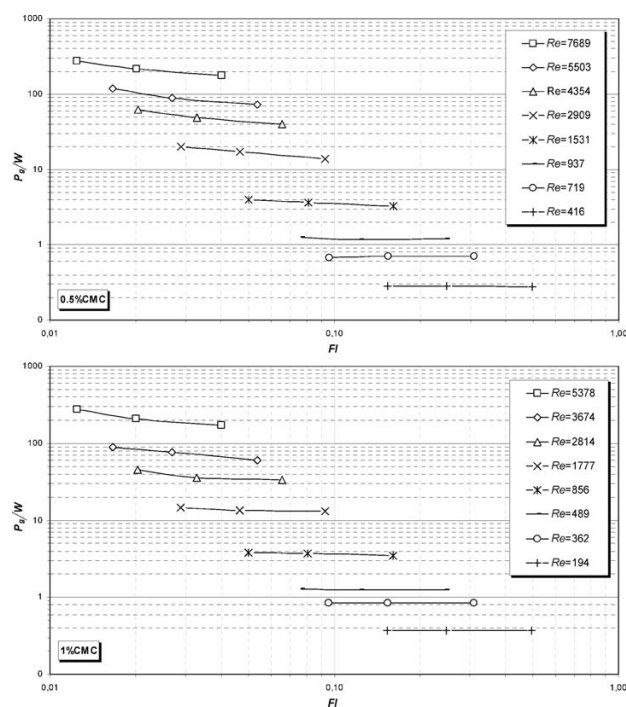 1000
100
10
1
0
P_g/W
0,01
0,10
1,00
Fl
0.5%CMC
Re=7689
Re=5503
Re=4354
Re=2909
Re=1531
Re=937
Re=719
Re=416
1000
100
10
1
0
P_g/W
0,01
0,10
1,00
Fl
1%CMC
Re=5378
Re=3674
Re=2814
Re=1777
Re=856
Re=489
Re=362
Re=194